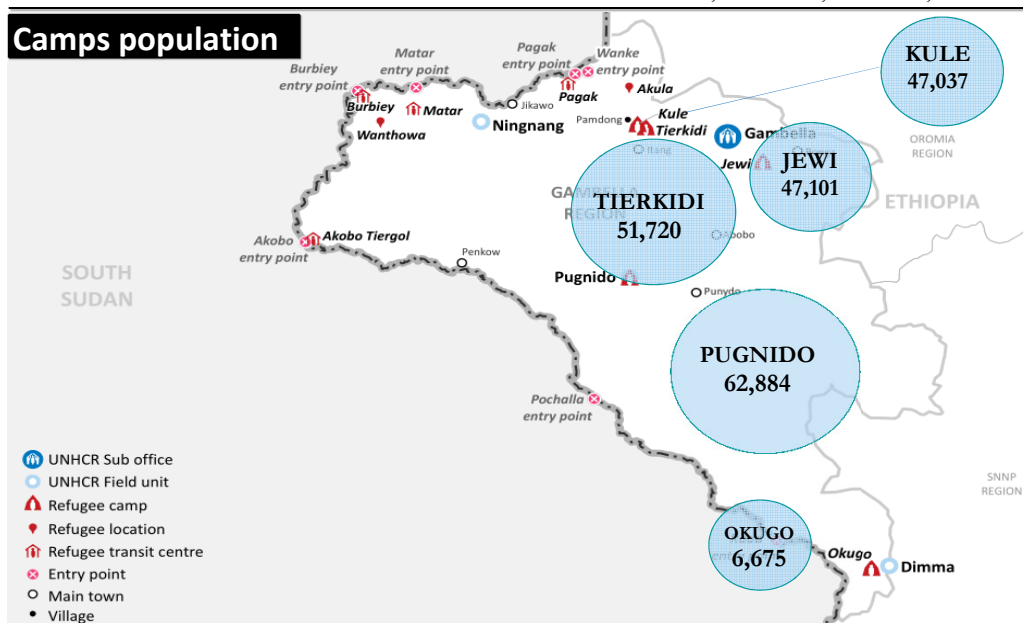 Camps population
Burbiey
entry point
Matar
entry point
Pagak
entry point
Wanke
entry point
KULE
47,037
Burbiey
Matar
Wanthowa
Jikawo
Ningnang
Pagak
Akula
Pamdong
Kule
Tierkidi
Itang
Gambella
OROMIA
REGION
Jewi
JEWI
47,101
ETHIOPIA
GAMBELLA
REGION
TIERKIDI
51,720
Abobo
Akobo
entry point
Akobo Tiergol
Penkow
SOUTH
SUDAN
Pugnido
Punydo
PUGNIDO
62,884
Pochalla
entry point
SNNP
REGION
OKUGO
6,675
Okugo
Dimma
UNHCR Sub office
UNHCR Field unit
Refugee camp
Refugee location
Refugee transit centre
Entry point
Main town
Village